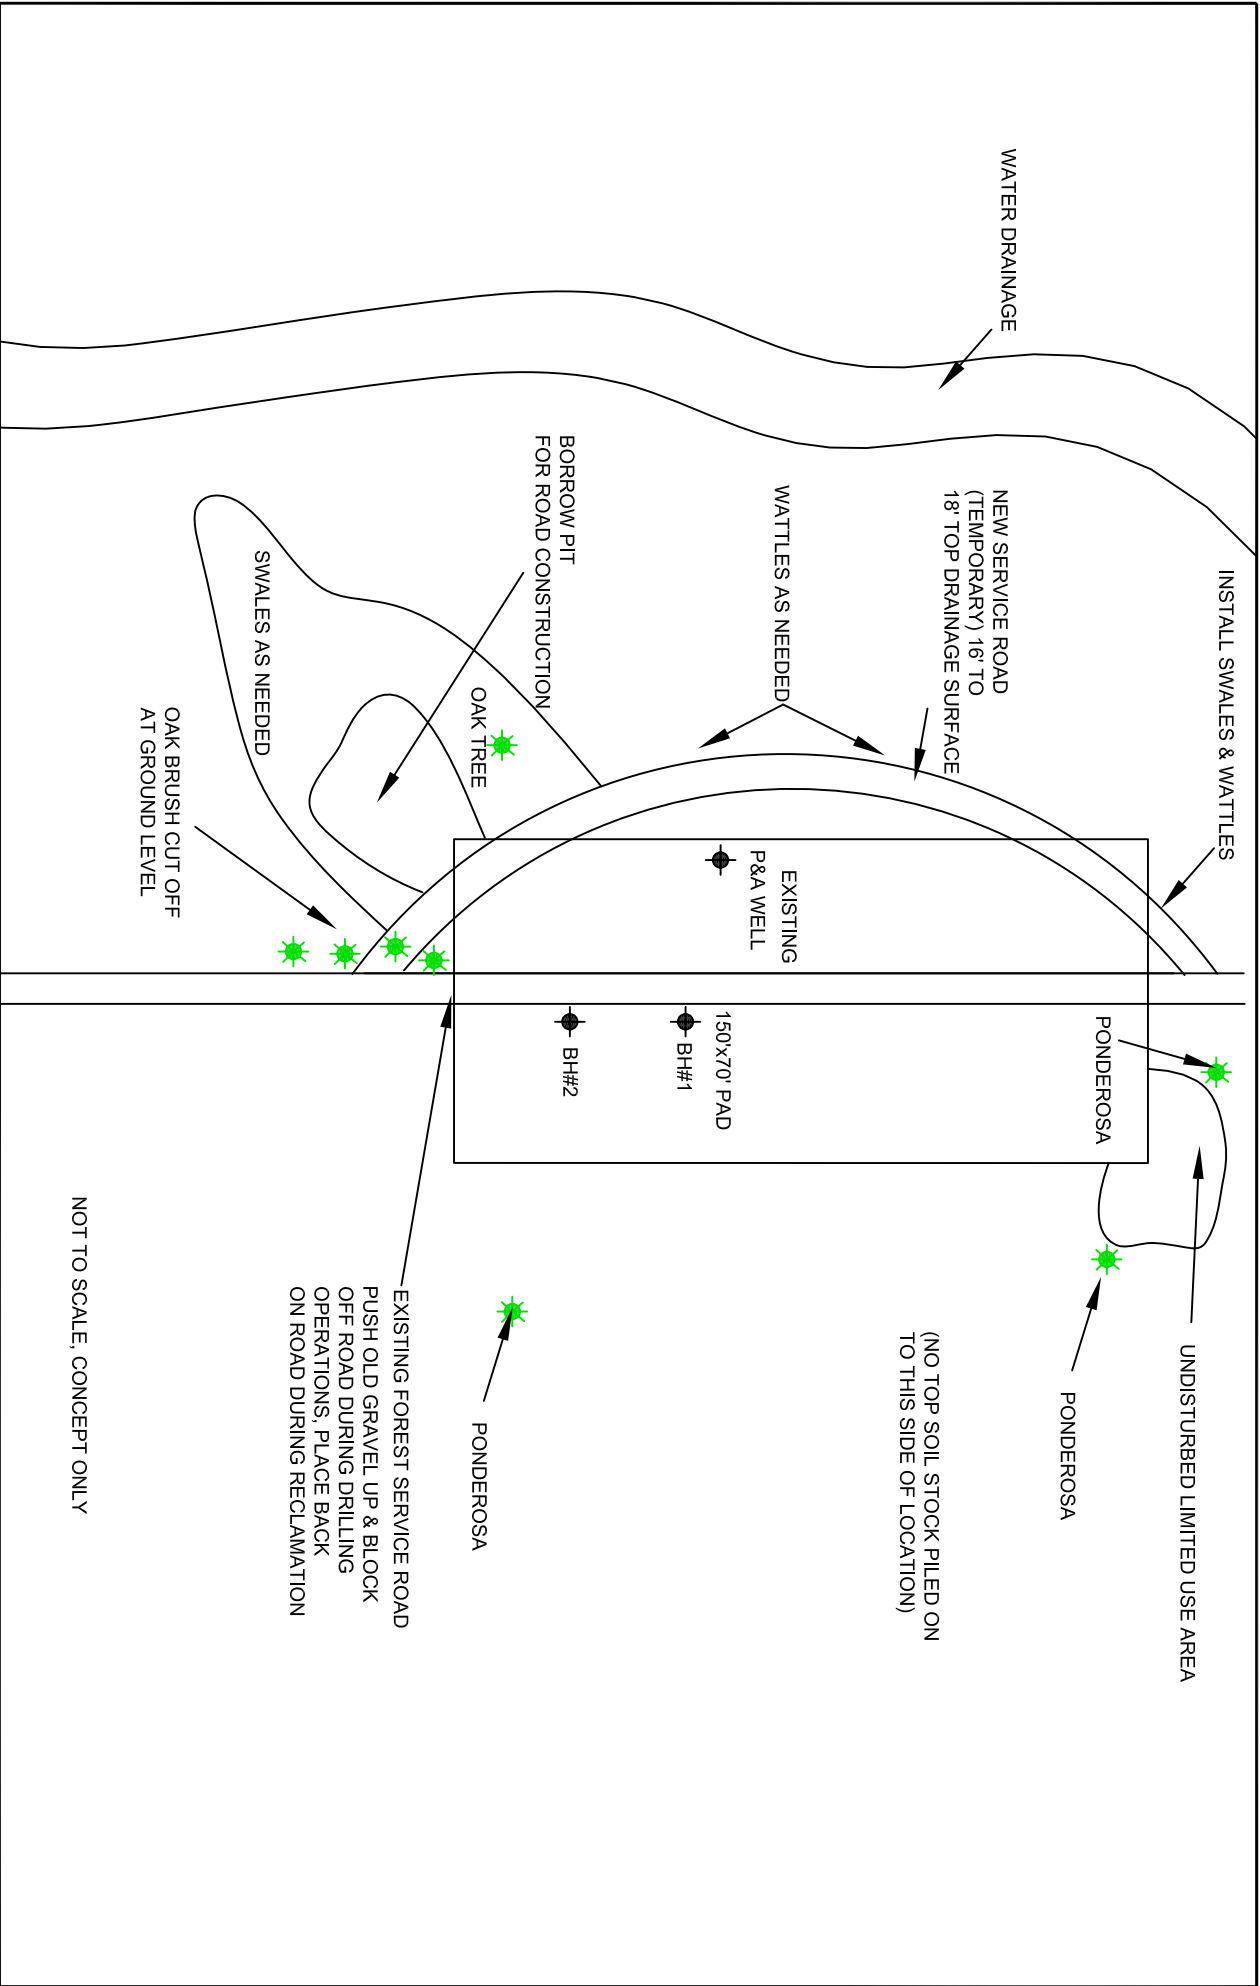 WATER DRAINAGE
INSTALL SWALES & WATTLES
NEW SERVICE ROAD
(TEMPORARY) 16' TO
18' TOP DRAINAGE SURFACE
WATTLES AS NEEDED
BORROW PIT
FOR ROAD CONSTRUCTION
SWALES AS NEEDED
OAK TREE
OAK BRUSH CUT OFF
AT GROUND LEVEL
EXISTING
P&A WELL
150'x70' PAD
BH#1
BH#2
PONDEROSA
UNDISTURBED LIMITED USE AREA
PONDEROSA
(NO TOP SOIL STOCK PILED ON
TO THIS SIDE OF LOCATION)
PONDEROSA
EXISTING FOREST SERVICE ROAD
PUSH OLD GRAVEL UP & BLOCK
OFF ROAD DURING DRILLING
OPERATIONS, PLACE BACK
ON ROAD DURING RECLAMATION
NOT TO SCALE, CONCEPT ONLY